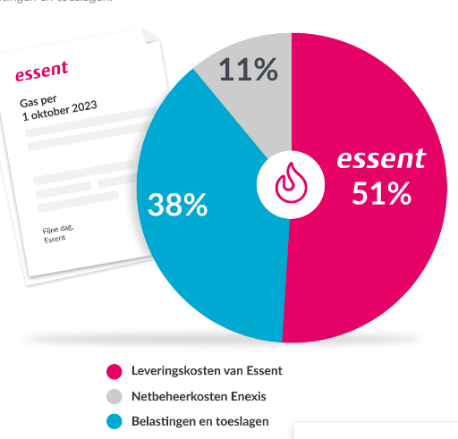 essent
Gas per
1 oktober 2023
Fijne dag,
Essent
11%
essent
51%
38%
Leveringskosten van Essent
Netbeheerkosten Enexis
Belastingen en toeslagen